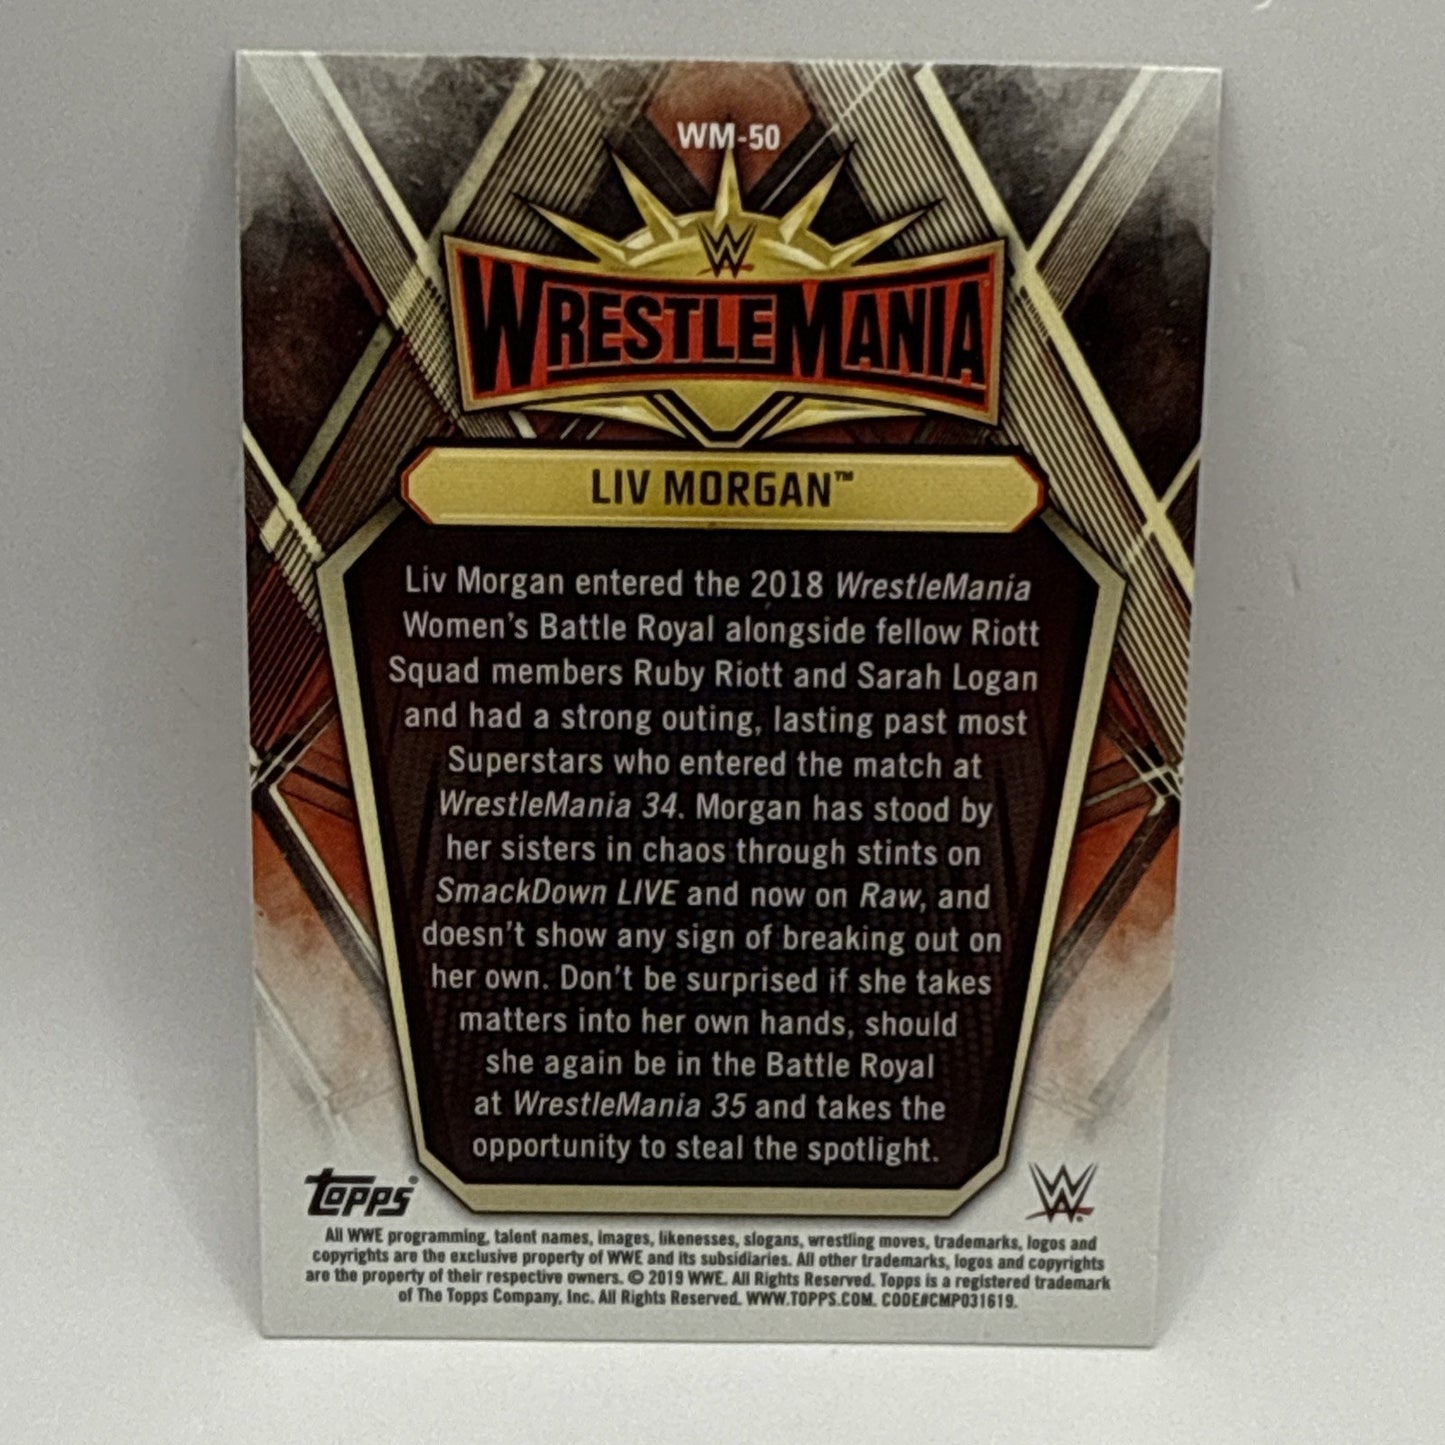 WM-50
W
WRESTLEMANIA
LIV MORGAN™
Liv Morgan entered the 2018 WrestleMania
Women's Battle Royal alongside fellow Riott
Squad members Ruby Riott and Sarah Logan
and had a strong outing, lasting past most
Superstars who entered the match at
WrestleMania 34. Morgan has stood by
her sisters in chaos through stints on
SmackDown LIVE and now on Raw, and
doesn't show any sign of breaking out on
her own. Don't be surprised if she takes
matters into her own hands, should
she again be in the Battle Royal
at WrestleMania 35 and takes the
opportunity to steal the spotlight.
topps®
W®
All WWE programming, talent names, images, likenesses, slogans, wrestling moves, trademarks, logos and
copyrights are the exclusive property of WWE and its subsidiaries. All other trademarks, logos and copyrights
are the property of their respective owners. © 2019 WWE. All Rights Reserved. Topps is a registered trademark
of The Topps Company, Inc. All Rights Reserved. WWW.TOPPS.COM. CODE#CMP031619.